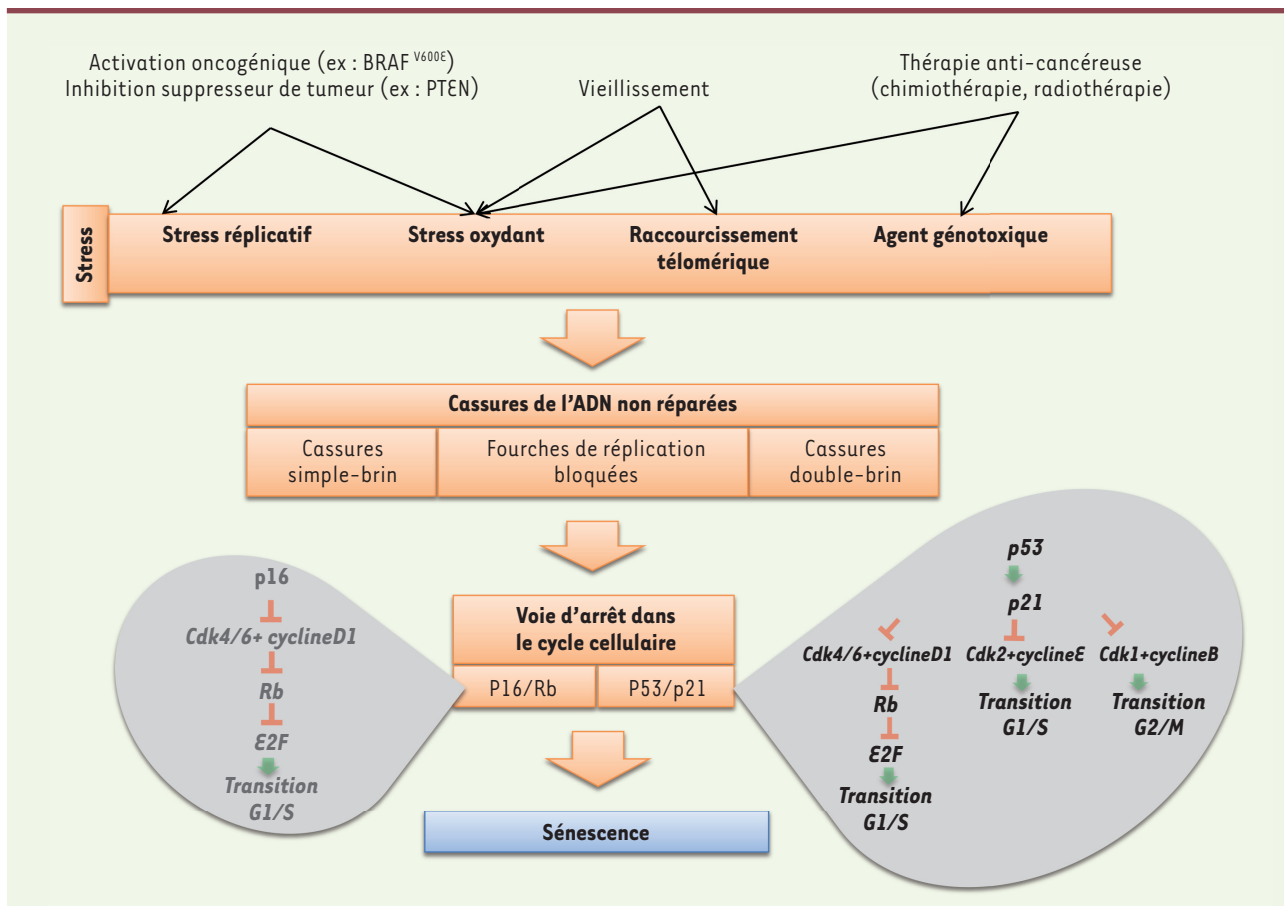 Activation oncogénique (ex : BRAF V600E)
Inhibition suppresseur de tumeur (ex : PTEN)
Vieillissement
Thérapie anti-cancéreuse
(chimiothérapie, radiothérapie)
Stress
Stress réplicatif
Stress oxydant
Raccourcissement
télomérique
Agent génotoxique
Cassures de l'ADN non réparées
Cassures
simple-brin
Fourches de réplication
bloquées
Cassures
double-brin
p16
Cdk4/6+ cyclineD1
Rb
E2F
Transition
G1/S
Voie d'arrêt dans
le cycle cellulaire
P16/Rb
P53/p21
p53
p21
Cdk4/6+cyclineD1
Cdk2+cyclineE
Cdk1+cyclineB
Rb
E2F
Transition
G1/S
Transition
G1/S
Transition
G2/M
Sénescence